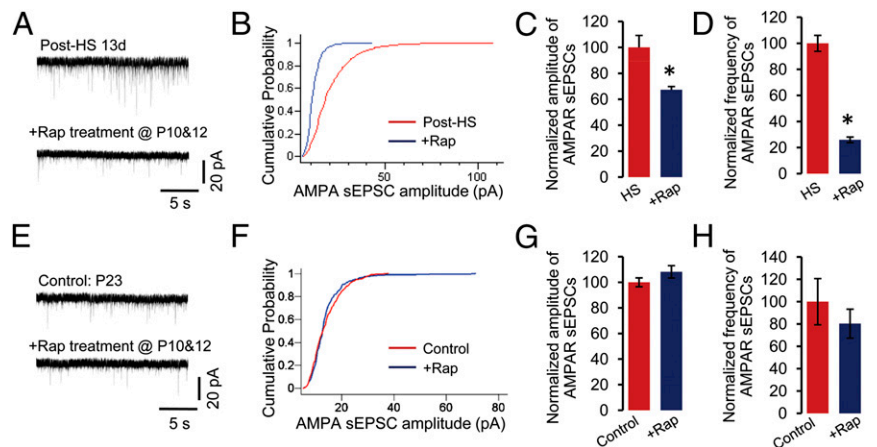 A
Post-HS 13d
+Rap treatment @ P10&12
20 pA
5 s
B
Cumulative Probability
1
0.8
0.6
0.4
0.2
0
Post-HS
+Rap
50
100
AMPA sEPSC amplitude (pA)
C
Normalized amplitude of
AMPAR sEPSCs
120
100
80
60
40
20
0
*
HS
+Rap
D
Normalized frequency of
AMPAR sEPSCs
120
100
80
60
40
20
0
*
HS
+Rap
E
Control: P23
+Rap treatment @ P10&12
20 pA
5 s
F
Cumulative Probability
1
0.8
0.6
0.4
0.2
0
Control
+Rap
20
40
60
80
AMPA sEPSC amplitude (pA)
G
Normalized amplitude of
AMPAR sEPSCs
120
100
80
60
40
20
0
Control
+Rap
H
Normalized frequency of
AMPAR sEPSCs
140
120
100
80
60
40
20
0
Control
+Rap